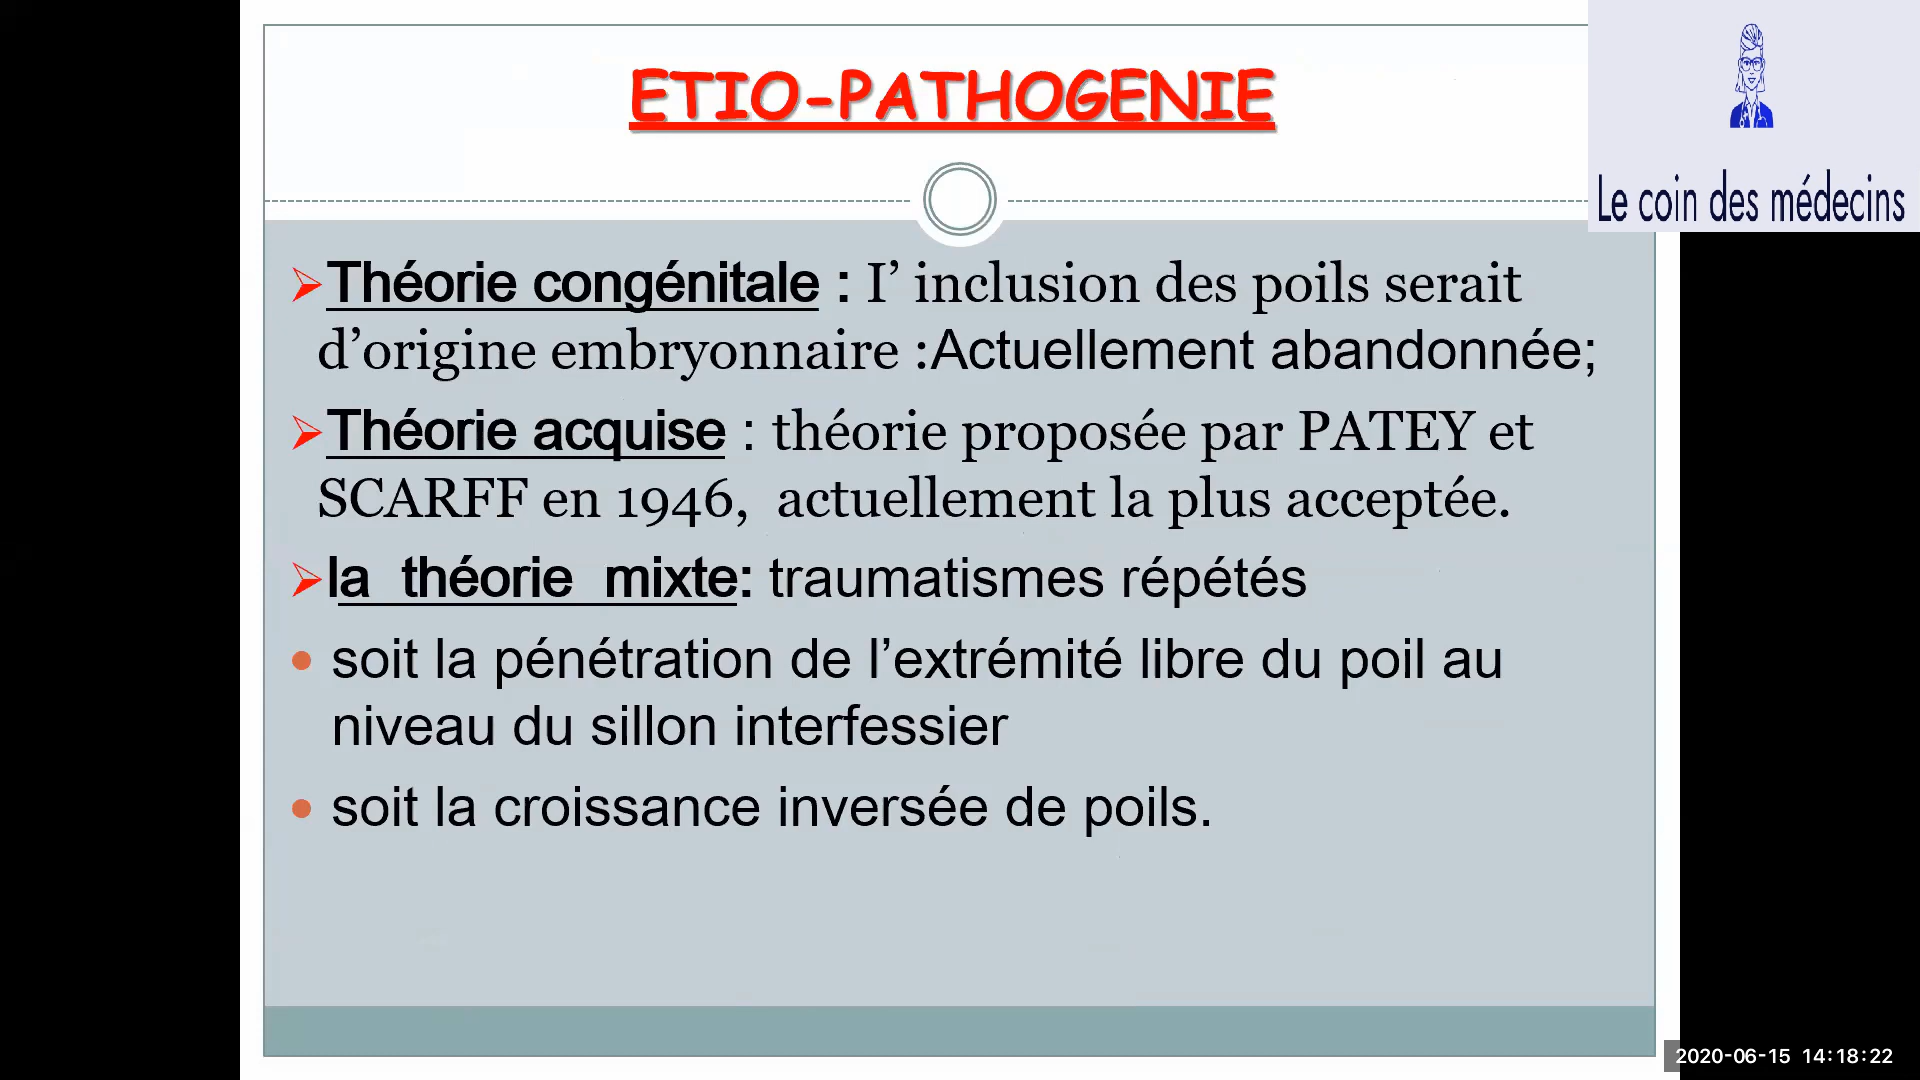 ETIO-PATHOGENIE
Le coin des médecins
➢Théorie congénitale : I’ inclusion des poils serait
d’origine embryonnaire :Actuellement abandonnée;
➢Théorie acquise : théorie proposée par PATEY et
SCARFF en 1946, actuellement la plus acceptée.
➢la théorie mixte: traumatismes répétés
• soit la pénétration de l’extrémité libre du poil au
niveau du sillon interfessier
• soit la croissance inversée de poils.
2020-06-15 14:18:22